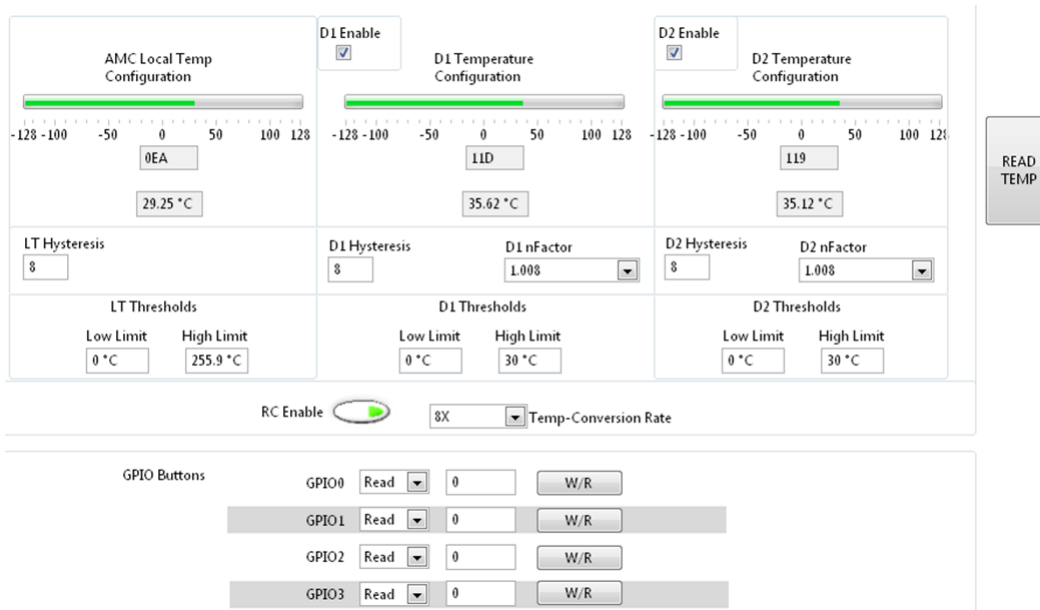 D1 Enable
D2 Enable
AMC Local Temp
Configuration
D1 Temperature
Configuration
D2 Temperature
Configuration
-128 -100 -50 0 50 100 128
-128 -100 -50 0 50 100 128
-128 -100 -50 0 50 100 128
0EA
11D
119
29.25 °C
35.62 °C
35.12 °C
READ
TEMP
LT Hysteresis
8
D1 Hysteresis
8
D1 nFactor
1.008
D2 Hysteresis
8
D2 nFactor
1.008
LT Thresholds
Low Limit High Limit
0 °C 255.9 °C
D1 Thresholds
Low Limit High Limit
0 °C 30 °C
D2 Thresholds
Low Limit High Limit
0 °C 30 °C
RC Enable 8X Temp-Conversion Rate
GPIO Buttons
GPIO0 Read 0 W/R
GPIO1 Read 0 W/R
GPIO2 Read 0 W/R
GPIO3 Read 0 W/R